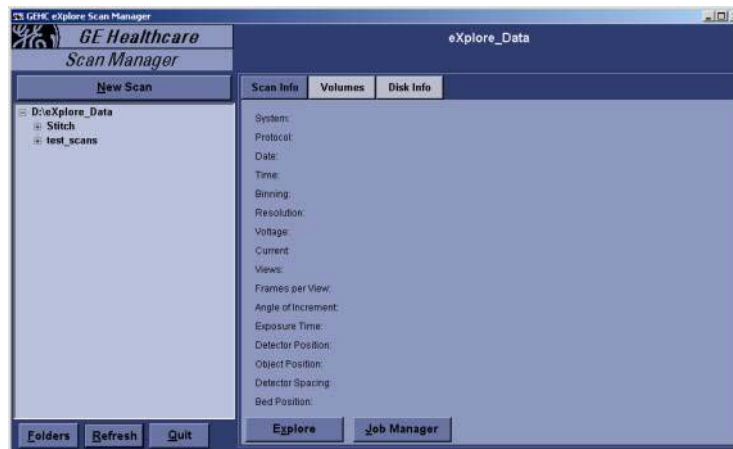 GEHC eXplore Scan Manager
GE Healthcare
Scan Manager
eXplore_Data
New Scan
Scan Info
Volumes
Disk Info
D:\eXplore_Data
Stitch
test_scans
System:
Protocol:
Date:
Time:
Binning:
Resolution:
Voltage:
Current:
Views:
Frames per View:
Angle of Increment:
Exposure Time:
Detector Position:
Object Position:
Detector Spacing:
Bed Position:
Folders
Refresh
Quit
Explore
Job Manager